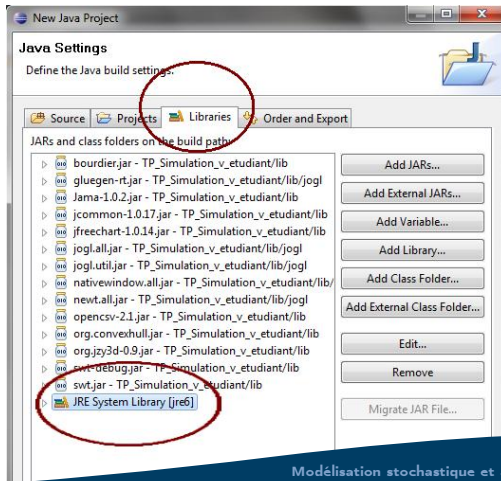 New Java Project
Java Settings
Define the Java build settings.
Source Projects Libraries Order and Export
JARs and class folders on the build path:
bourdier.jar - TP_Simulation_v_etudiant/lib
gluegen-rt.jar - TP_Simulation_v_etudiant/lib/jogl
Jama-1.0.2.jar - TP_Simulation_v_etudiant/lib
jcommon-1.0.17.jar - TP_Simulation_v_etudiant/lib
jfreechart-1.0.14.jar - TP_Simulation_v_etudiant/lib
jogl.all.jar - TP_Simulation_v_etudiant/lib/jogl
jogl.util.jar - TP_Simulation_v_etudiant/lib/jogl
nativewindow.all.jar - TP_Simulation_v_etudiant/lib/
newt.all.jar - TP_Simulation_v_etudiant/lib/jogl
opencsv-2.1.jar - TP_Simulation_v_etudiant/lib
org.convexhull.jar - TP_Simulation_v_etudiant/lib
org.jzy3d-0.9.jar - TP_Simulation_v_etudiant/lib
swt-debug.jar - TP_Simulation_v_etudiant/lib
swt.jar - TP_Simulation_v_etudiant/lib
JRE System Library [jre6]
Add JARs...
Add External JARs...
Add Variable...
Add Library...
Add Class Folder...
Add External Class Folder...
Edit...
Remove
Migrate JAR File...
Modélisation stochastique et